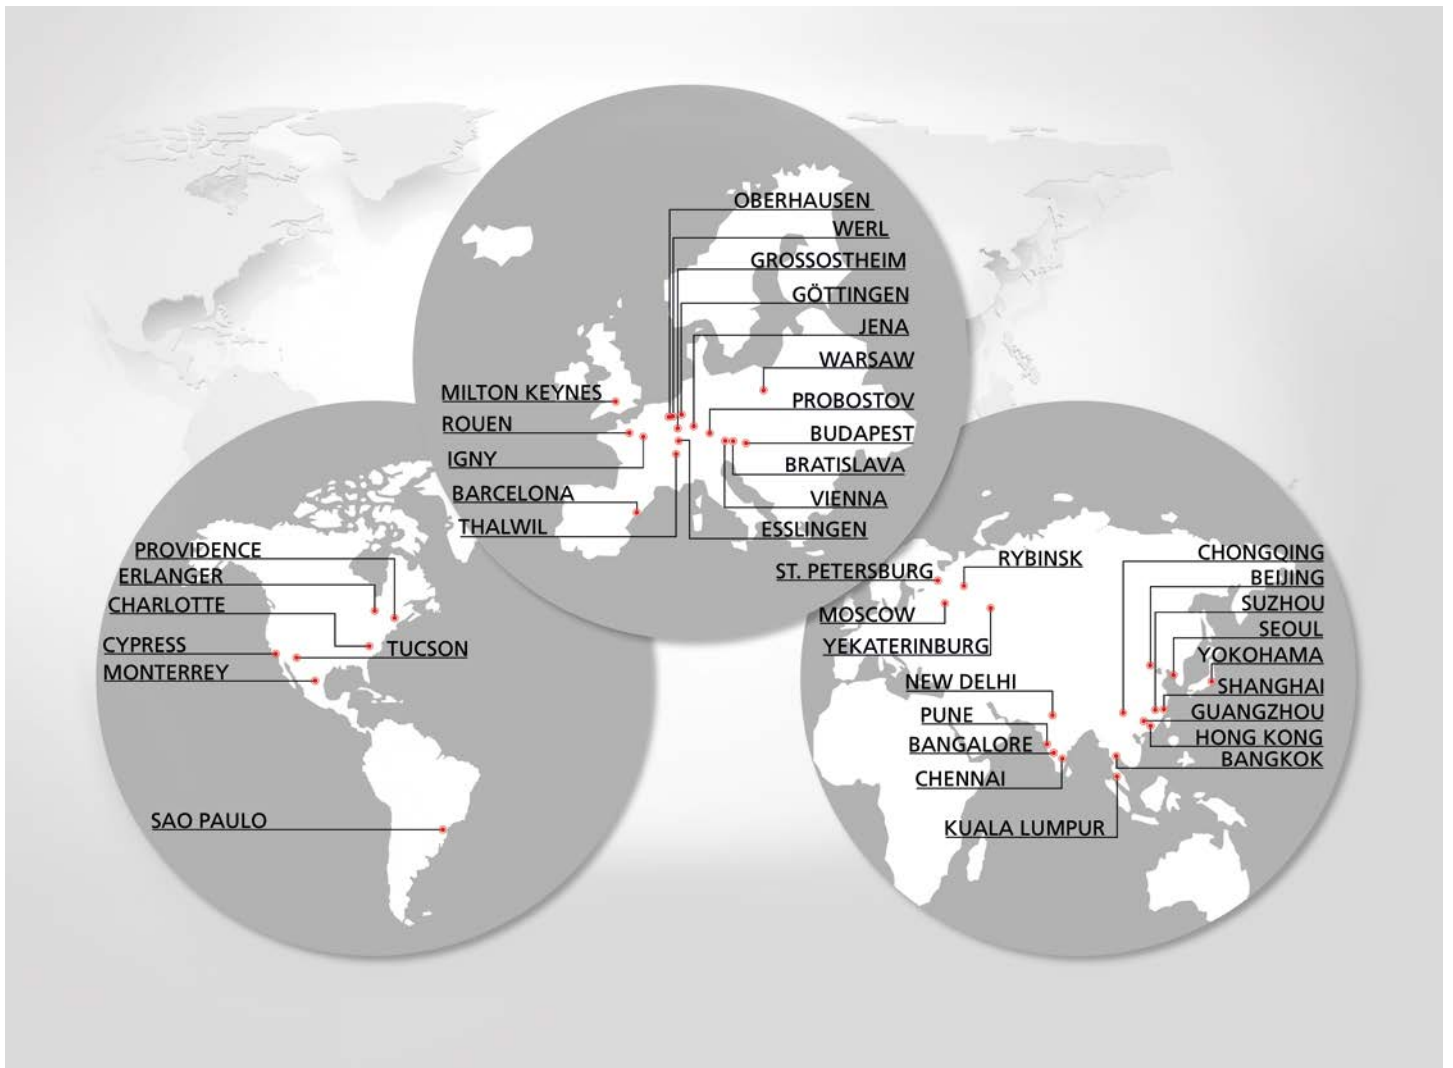 OBERHAUSEN
WERL
GROSSOSTHEIM
GÖTTINGEN
JENA
WARSAW
MILTON KEYNES
PROBOSTOV
ROUEN
BUDAPEST
IGNY
BRATISLAVA
BARCELONA
VIENNA
THALWIL
ESSLINGEN
PROVIDENCE
ERLANGER
CHARLOTTE
CYPRESS
TUCSON
MONTERREY
SAO PAULO
ST. PETERSBURG
RYBINSK
MOSCOW
YEKATERINBURG
NEW DELHI
PUNE
BANGALORE
CHENNAI
KUALA LUMPUR
CHONGQING
BEIJING
SUZHOU
SEOUL
YOKOHAMA
SHANGHAI
GUANGZHOU
HONG KONG
BANGKOK